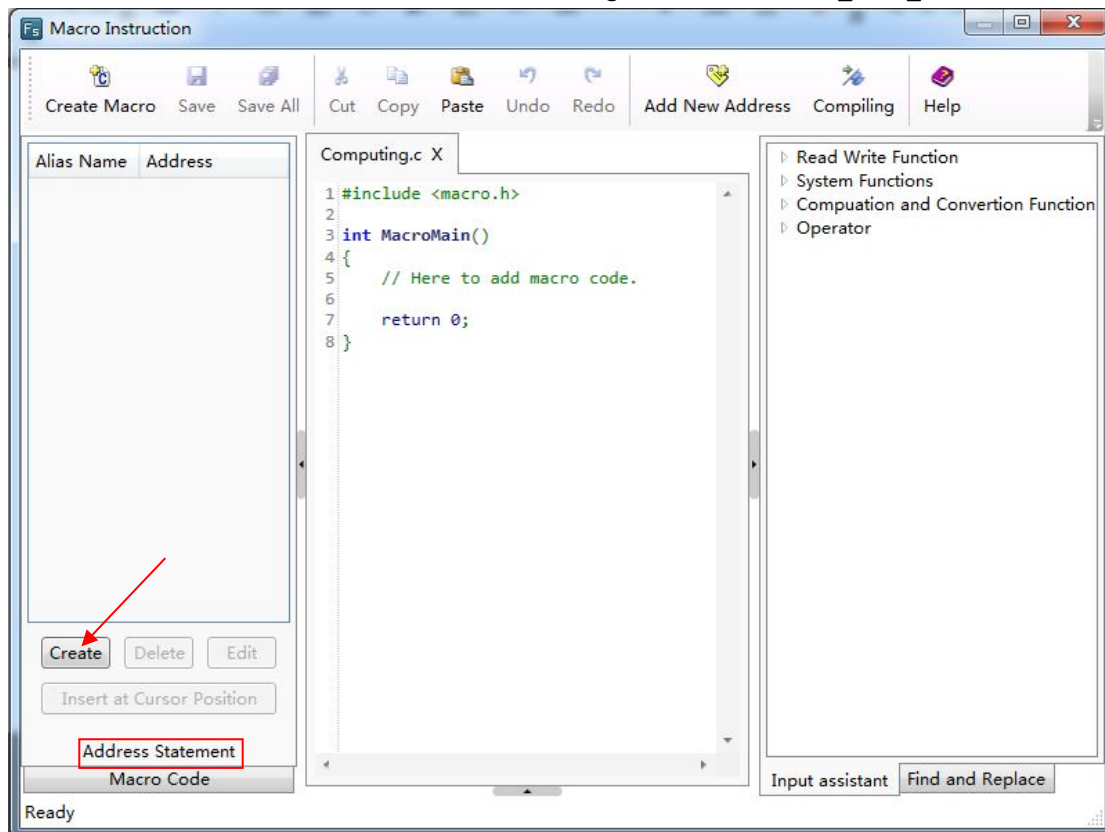 Fs Macro Instruction
Create Macro Save Save All Cut Copy Paste Undo Redo Add New Address Compiling Help
Alias Name Address
Computing.c X
1 #include <macro.h>
2
3 int MacroMain()
4 {
5 // Here to add macro code.
6
7 return 0;
8 }
Read Write Function
System Functions
Compuation and Convertion Function
Operator
Create Delete Edit
Insert at Cursor Position
Address Statement
Macro Code
Input assistant Find and Replace
Ready